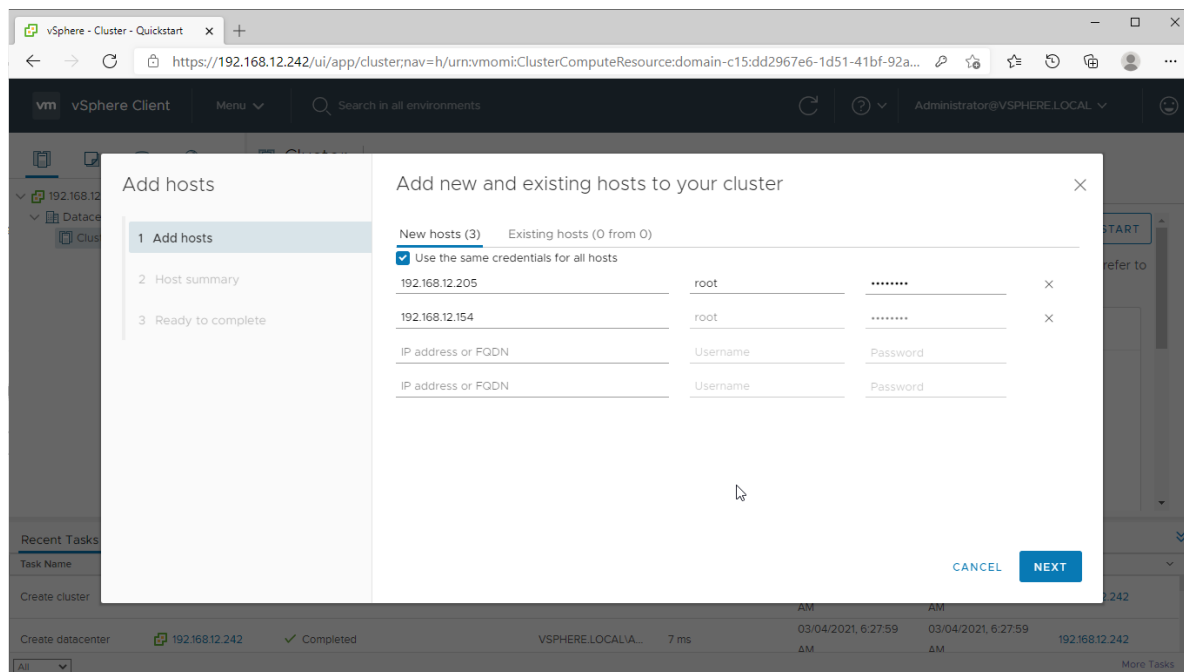 vSphere - Cluster - Quickstart
https://192.168.12.242/ui/app/cluster;nav=h/urn:vmomi:ClusterComputeResource:domain-c15:dd2967e6-1d51-41bf-92a...
vm vSphere Client Menu Search in all environments Administrator@VSPHERE.LOCAL
Add hosts
1 Add hosts
2 Host summary
3 Ready to complete
Add new and existing hosts to your cluster
New hosts (3) Existing hosts (0 from 0)
Use the same credentials for all hosts
192.168.12.205 root ••••••••
192.168.12.154 root ••••••••
IP address or FQDN Username Password
IP address or FQDN Username Password
CANCEL NEXT
192.168.12
Datace
Clus
START
refer to
Recent Tasks
Task Name
Create cluster AM AM 2.242
Create datacenter 192.168.12.242 Completed VSPHERE.LOCAL\A... 7 ms 03/04/2021, 6:27:59 AM 03/04/2021, 6:27:59 AM 192.168.12.242
All More Tasks